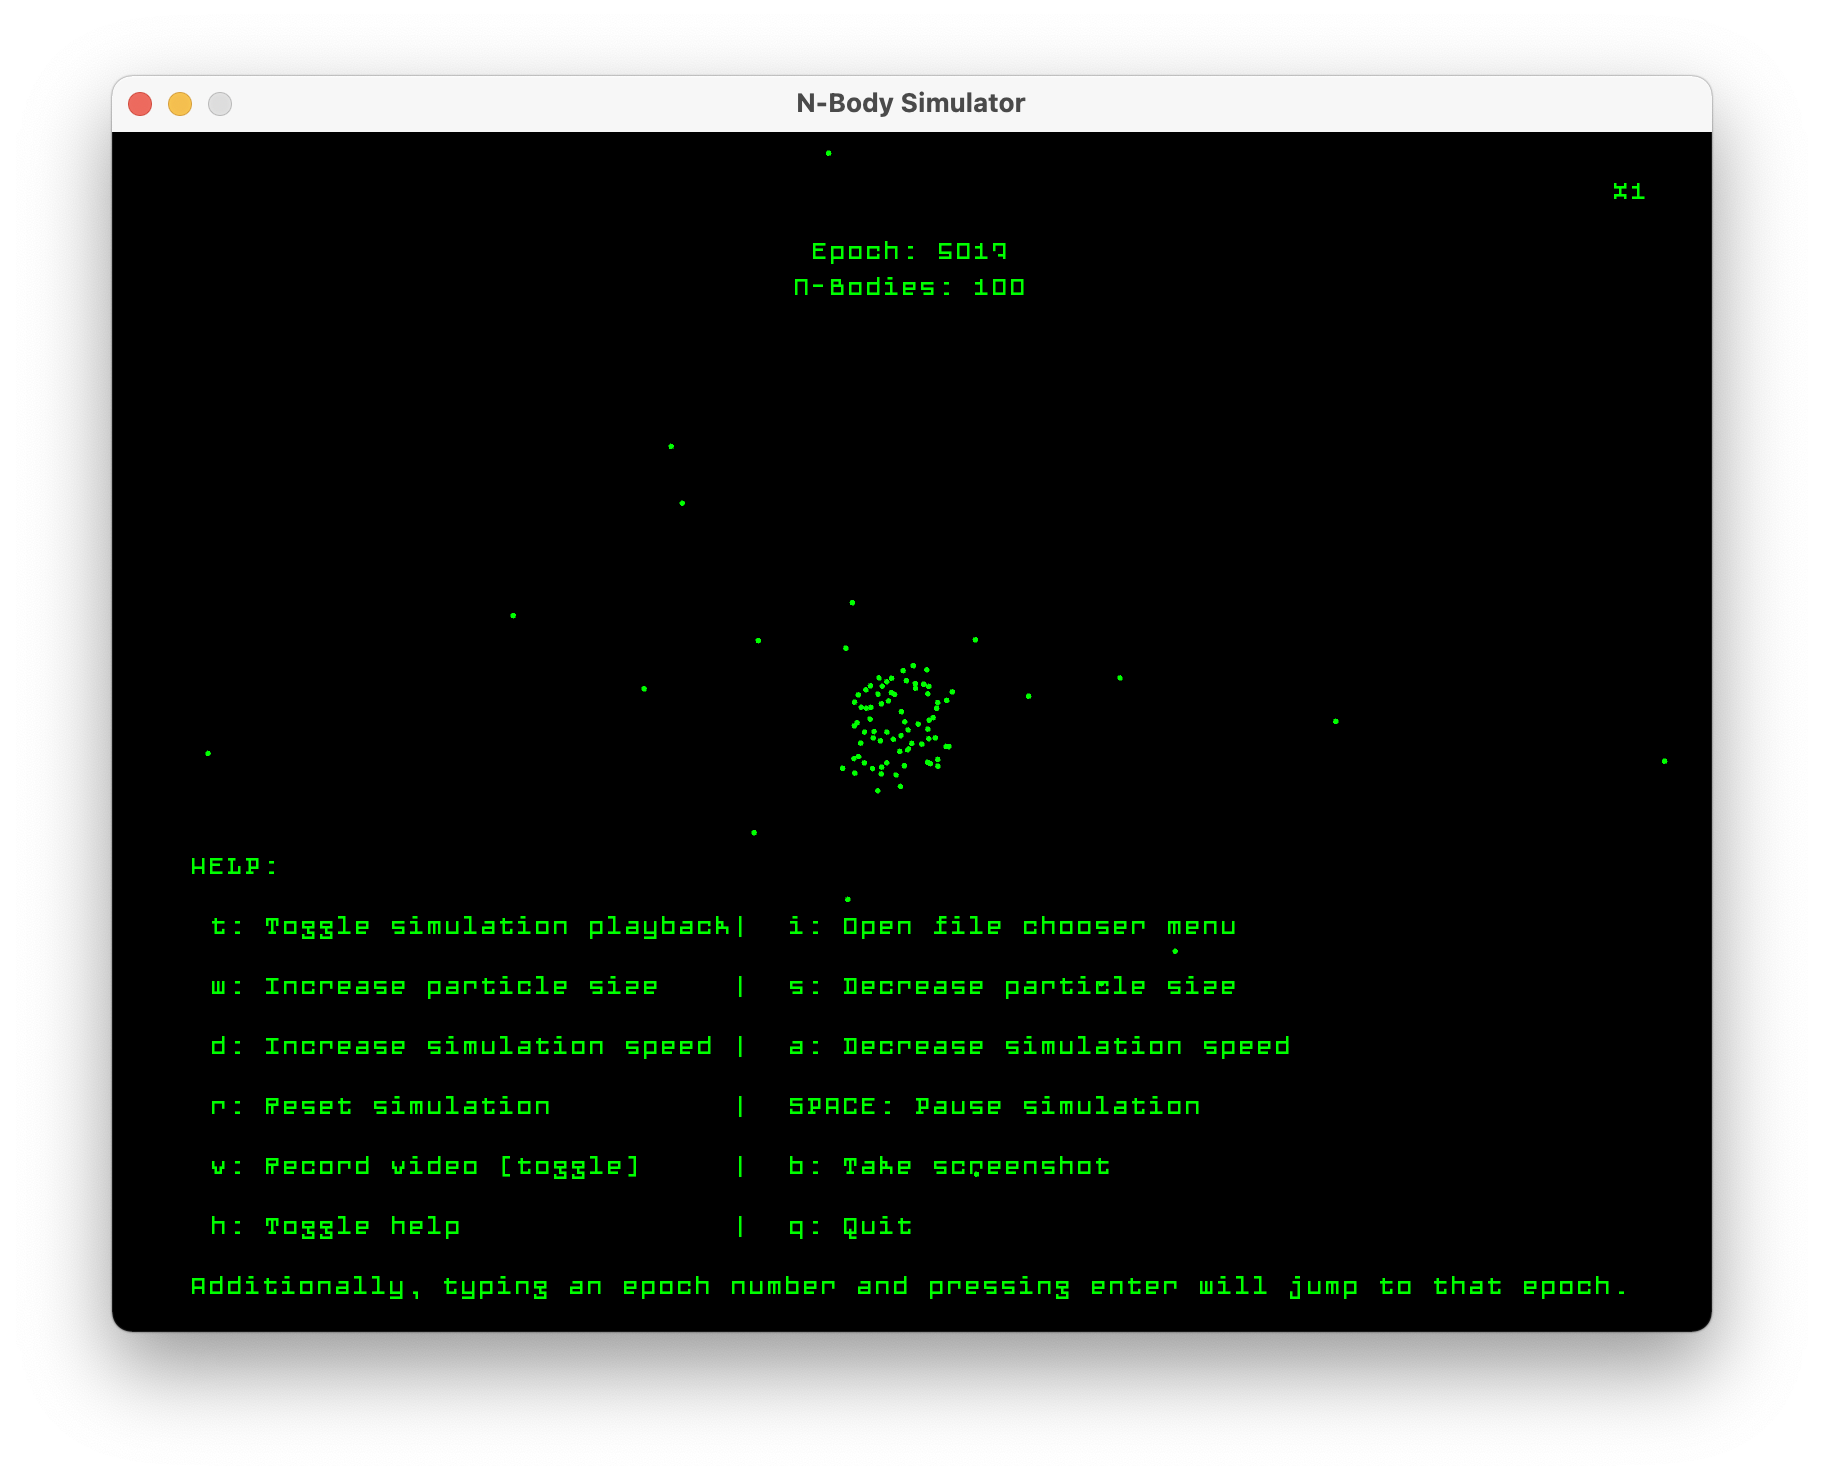 N-Body Simulator
x1
Epoch: 5017
N-Bodies: 100
HELP:
t: Toggle simulation playback| i: Open file chooser menu
w: Increase particle size | s: Decrease particle size
d: Increase simulation speed | a: Decrease simulation speed
r: Reset simulation | SPACE: Pause simulation
v: Record video [toggle] | b: Take screenshot
h: Toggle help | q: Quit
Additionally, typing an epoch number and pressing enter will jump to that epoch.